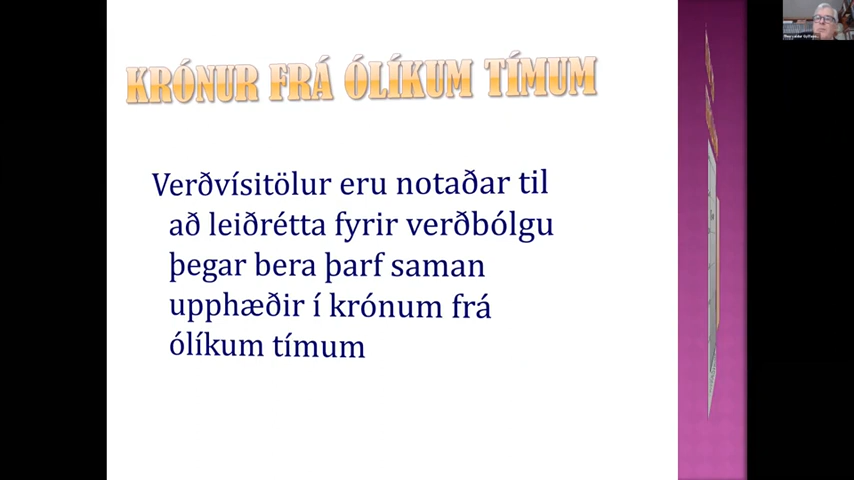 KRÓNUR FRÁ ÓLÍKUM TÍMUM
Verðvísitölur eru notaðar til
að leiðrétta fyrir verðbólgu
þegar bera þarf saman
upphæðir í krónum frá
ólíkum tímum